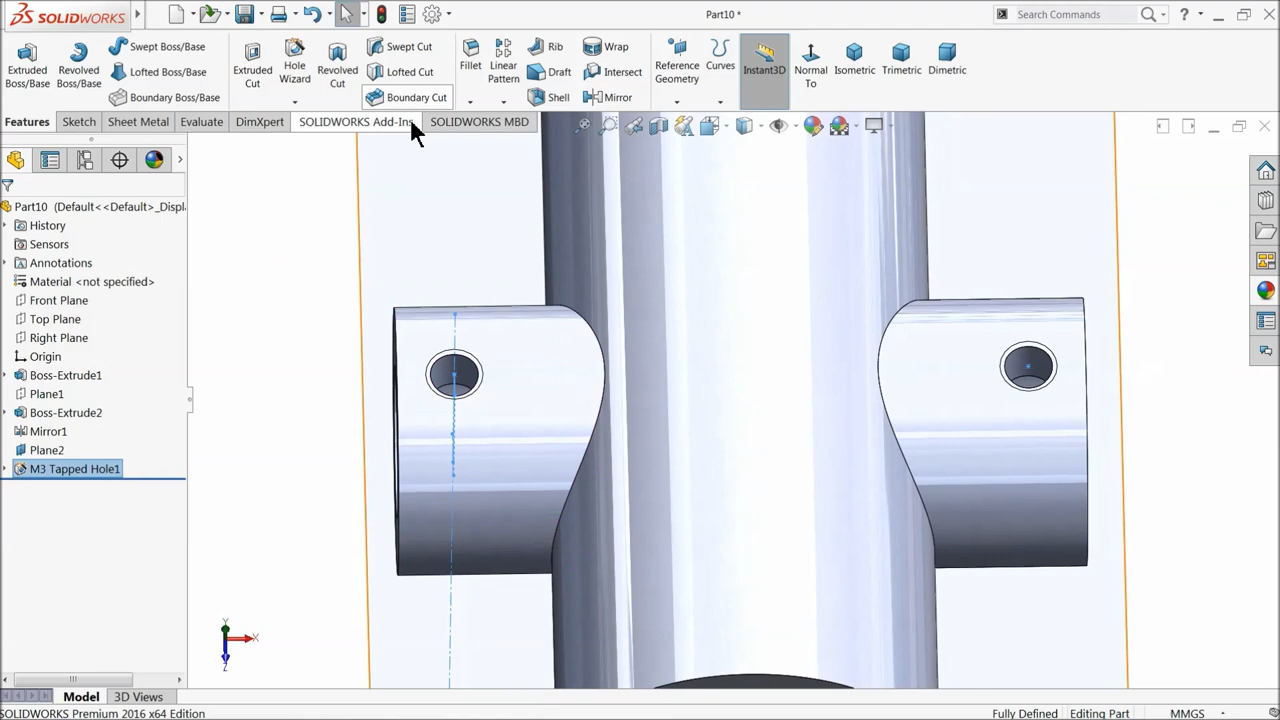 SOLIDWORKS
Part10 *
Search Commands
Extruded Boss/Base
Revolved Boss/Base
Swept Boss/Base
Lofted Boss/Base
Boundary Boss/Base
Extruded Cut
Hole Wizard
Revolved Cut
Swept Cut
Lofted Cut
Boundary Cut
Fillet
Linear Pattern
Rib
Draft
Shell
Wrap
Intersect
Mirror
Reference Geometry
Curves
Instant3D
Normal To
Isometric
Trimetric
Dimetric
Features
Sketch
Sheet Metal
Evaluate
DimXpert
SOLIDWORKS Add-Ins
SOLIDWORKS MBD
Part10 (Default<<Default>_Displa
History
Sensors
Annotations
Material <not specified>
Front Plane
Top Plane
Right Plane
Origin
Boss-Extrude1
Plane1
Boss-Extrude2
Mirror1
Plane2
M3 Tapped Hole1
Y
X
Z
Model
3D Views
SOLIDWORKS Premium 2016 x64 Edition
Fully Defined
Editing Part
MMGS